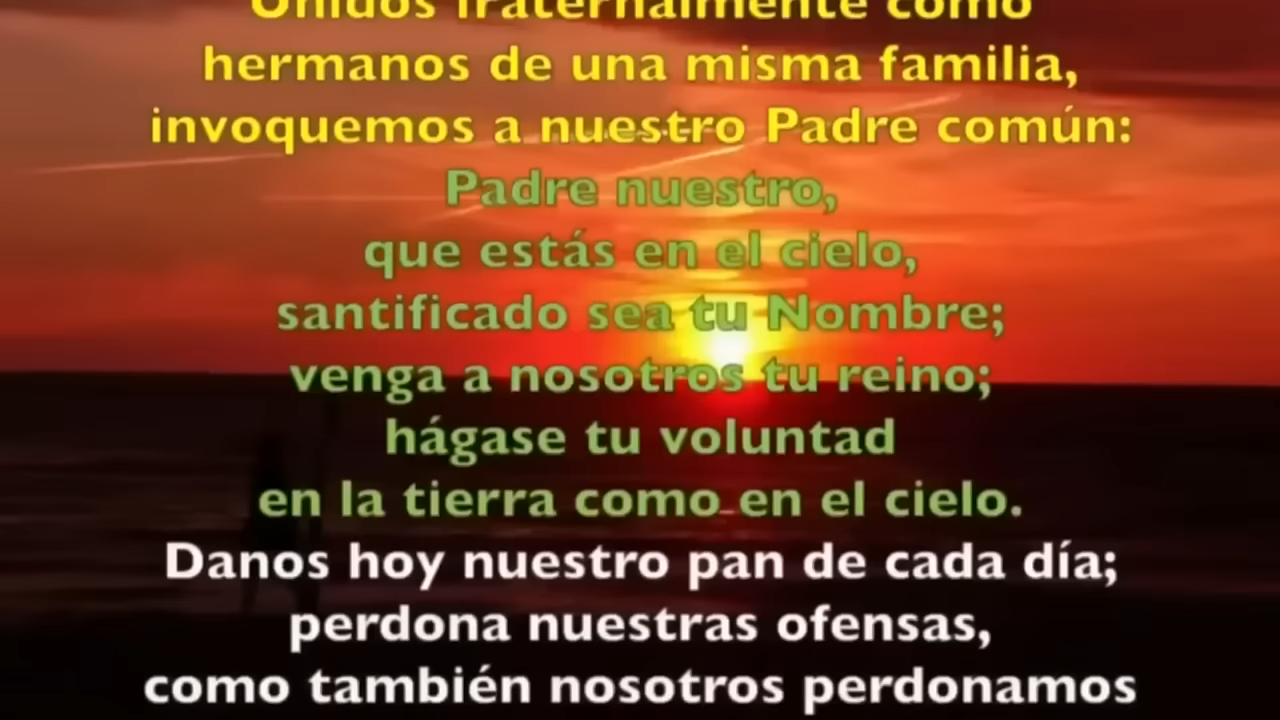 Unidos fraternalmente como
hermanos de una misma familia,
invoquemos a nuestro Padre común:
Padre nuestro,
que estás en el cielo,
santificado sea tu Nombre;
venga a nosotros tu reino;
hágase tu voluntad
en la tierra como en el cielo.
Danos hoy nuestro pan de cada día;
perdona nuestras ofensas,
como también nosotros perdonamos